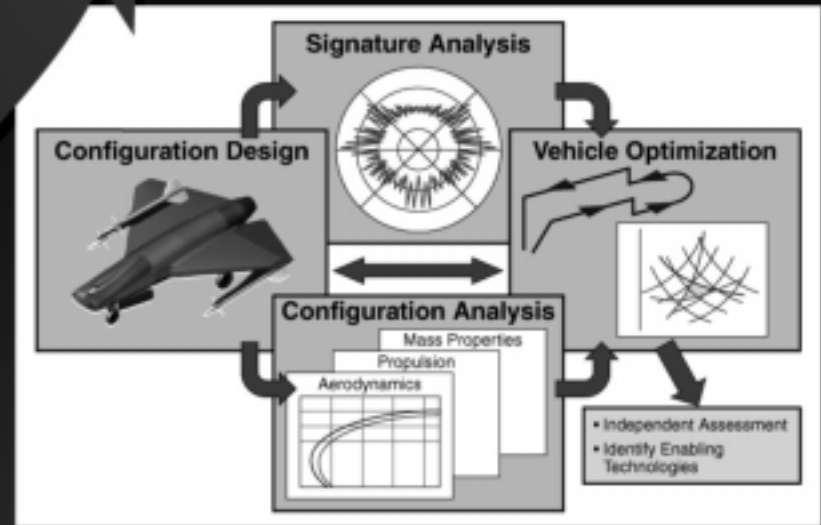 Signature Analysis
Configuration Design
Vehicle Optimization
Configuration Analysis
Mass Properties
Propulsion
Aerodynamics
• Independent Assessment
• Identify Enabling
Technologies